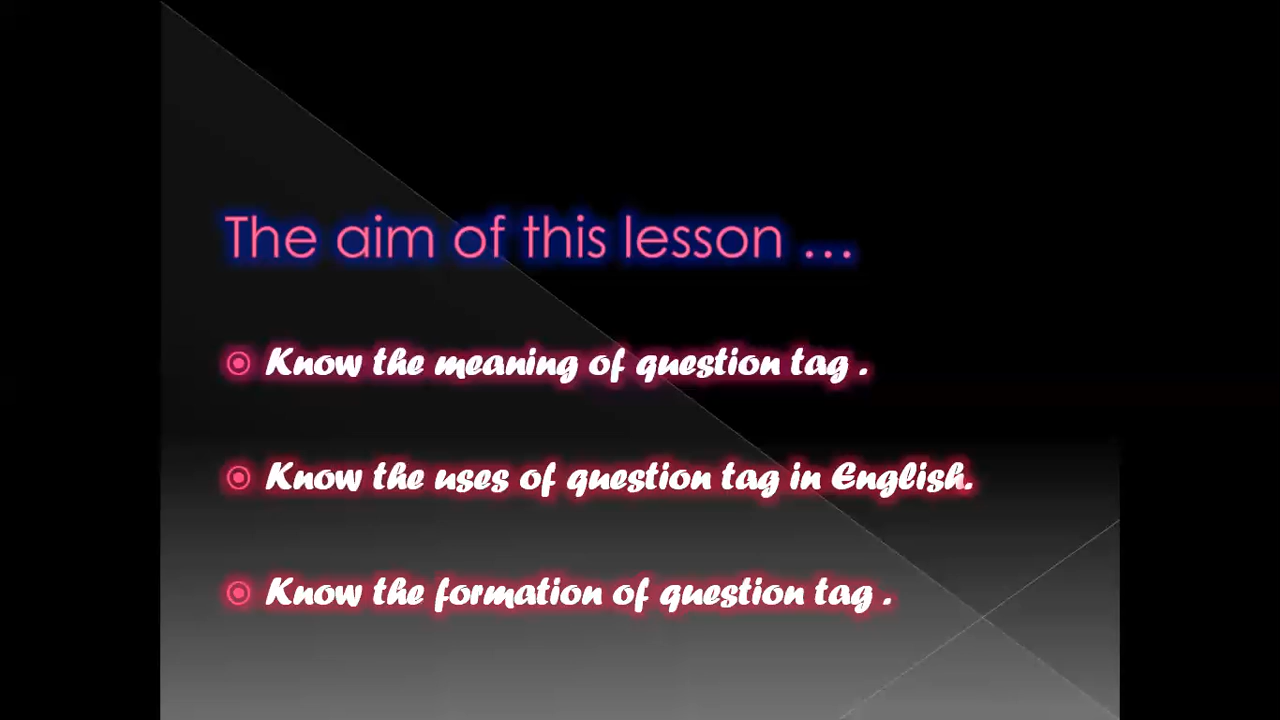 The aim of this lesson ...
Know the meaning of question tag .
Know the uses of question tag in English.
Know the formation of question tag .